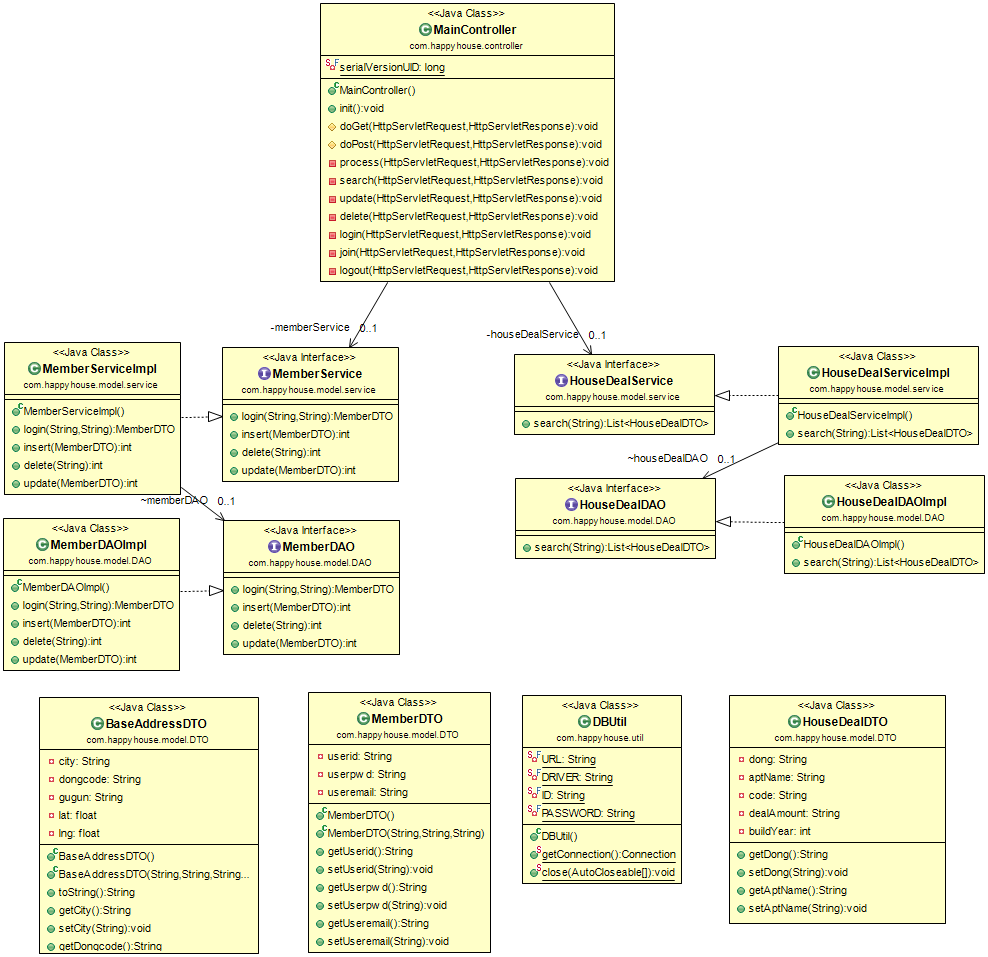 <<Java Class>>
MainController
com.happyhouse.controller
serialVersionUID: long
MainController()
init():void
doGet(HttpServletRequest,HttpServletResponse):void
doPost(HttpServletRequest,HttpServletResponse):void
process(HttpServletRequest,HttpServletResponse):void
search(HttpServletRequest,HttpServletResponse):void
update(HttpServletRequest,HttpServletResponse):void
delete(HttpServletRequest,HttpServletResponse):void
login(HttpServletRequest,HttpServletResponse):void
join(HttpServletRequest,HttpServletResponse):void
logout(HttpServletRequest,HttpServletResponse):void
-memberService 0..1
-houseDealService 0..1
<<Java Class>>
MemberServiceImpl
com.happyhouse.model.service
MemberServiceImpl()
login(String,String):MemberDTO
insert(MemberDTO):int
delete(String):int
update(MemberDTO):int
<<Java Interface>>
MemberService
com.happyhouse.model.service
login(String,String):MemberDTO
insert(MemberDTO):int
delete(String):int
update(MemberDTO):int
<<Java Interface>>
HouseDealService
com.happyhouse.model.service
search(String):List<HouseDealDTO>
<<Java Class>>
HouseDealServiceImpl
com.happyhouse.model.service
HouseDealServiceImpl()
search(String):List<HouseDealDTO>
~memberDAO 0..1
~houseDealDAO 0..1
<<Java Class>>
MemberDAOImpl
com.happyhouse.model.DAO
MemberDAOImpl()
login(String,String):MemberDTO
insert(MemberDTO):int
delete(String):int
update(MemberDTO):int
<<Java Interface>>
MemberDAO
com.happyhouse.model.DAO
login(String,String):MemberDTO
insert(MemberDTO):int
delete(String):int
update(MemberDTO):int
<<Java Interface>>
HouseDealDAO
com.happyhouse.model.DAO
search(String):List<HouseDealDTO>
<<Java Class>>
HouseDealDAOImpl
com.happyhouse.model.DAO
HouseDealDAOImpl()
search(String):List<HouseDealDTO>
<<Java Class>>
BaseAddressDTO
com.happyhouse.model.DTO
city: String
dongcode: String
gugun: String
lat: float
lng: float
BaseAddressDTO()
BaseAddressDTO(String,String,String...
toString():String
getCity():String
setCity(String):void
getDongcode():String
<<Java Class>>
MemberDTO
com.happyhouse.model.DTO
userid: String
userpwd: String
useremail: String
MemberDTO()
MemberDTO(String,String,String)
getUserid():String
setUserid(String):void
getUserpwd():String
setUserpwd(String):void
getUseremail():String
setUseremail(String):void
<<Java Class>>
DBUtil
com.happyhouse.util
URL: String
DRIVER: String
ID: String
PASSWORD: String
DBUtil()
getConnection():Connection
close(AutoCloseable[]):void
<<Java Class>>
HouseDealDTO
com.happyhouse.model.DTO
dong: String
aptName: String
code: String
dealAmount: String
buildYear: int
getDong():String
setDong(String):void
getAptName():String
setAptName(String):void